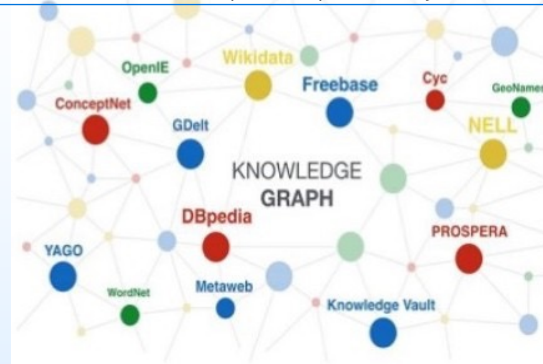 OpenIE
Wikidata
Freebase
Cyc
GeoNames
ConceptNet
GDelt
NELL
KNOWLEDGE
GRAPH
DBpedia
PROSPERA
YAGO
WordNet
Metaweb
Knowledge Vault